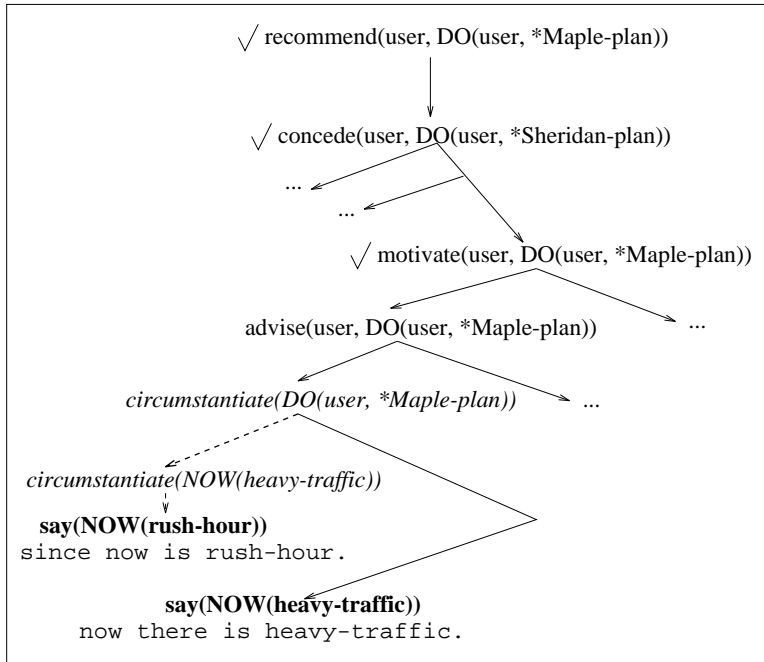 √ recommend(user, DO(user, *Maple-plan))
√ concede(user, DO(user, *Sheridan-plan))
...
...
√ motivate(user, DO(user, *Maple-plan))
advise(user, DO(user, *Maple-plan))
...
circumstantiate(DO(user, *Maple-plan))
...
circumstantiate(NOW(heavy-traffic))
say(NOW(rush-hour))
since now is rush-hour.
say(NOW(heavy-traffic))
now there is heavy-traffic.